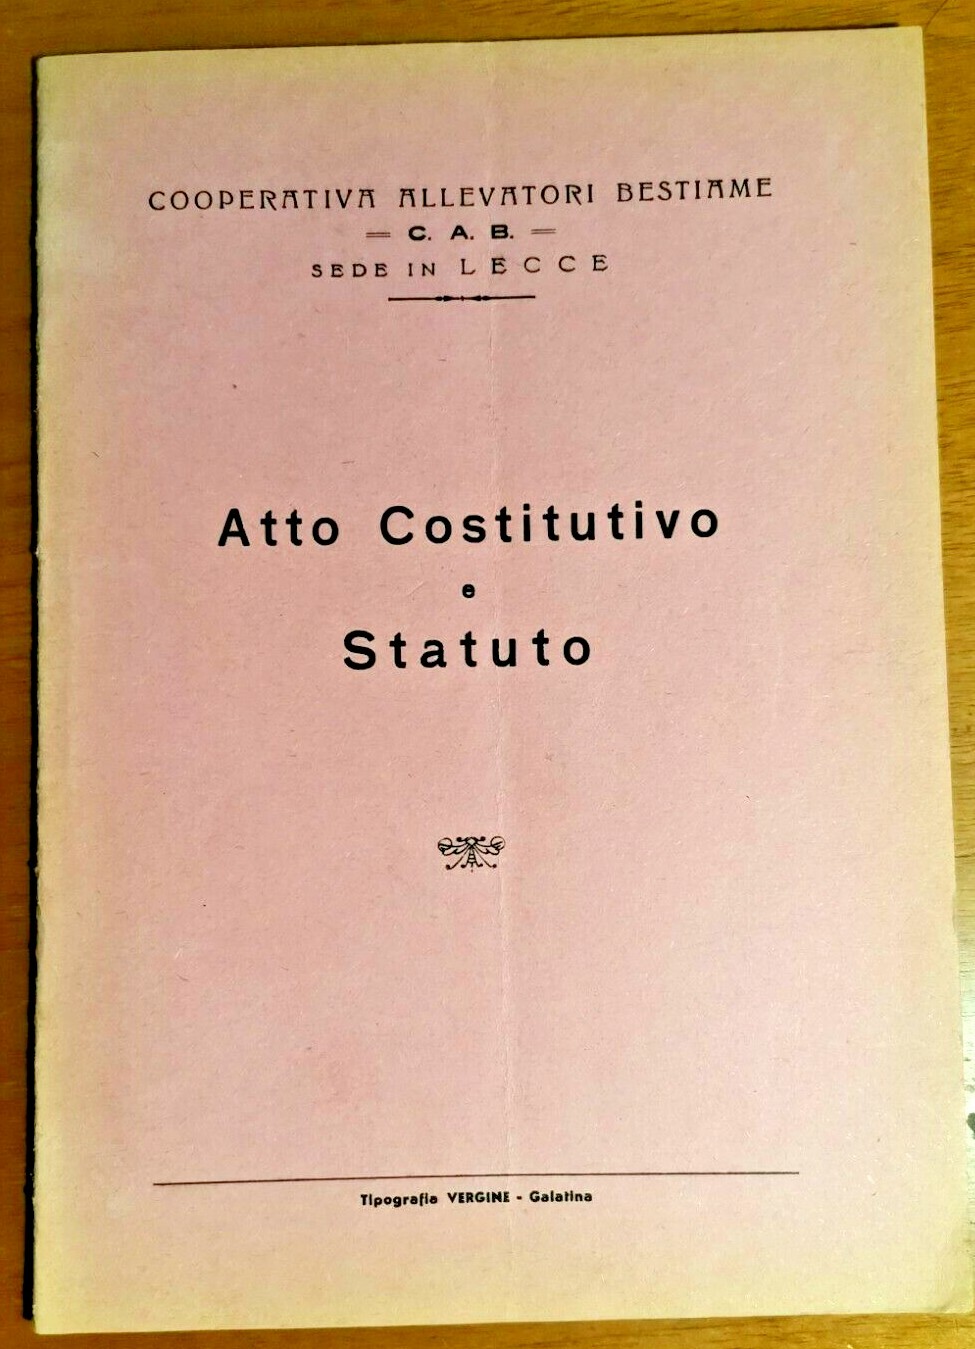 COOPERATIVA ALLEVATORI BESTIAME
C. A. B.
SEDE IN LECCE
Atto Costitutivo
e
Statuto
Tipografia VERGINE - Galatina